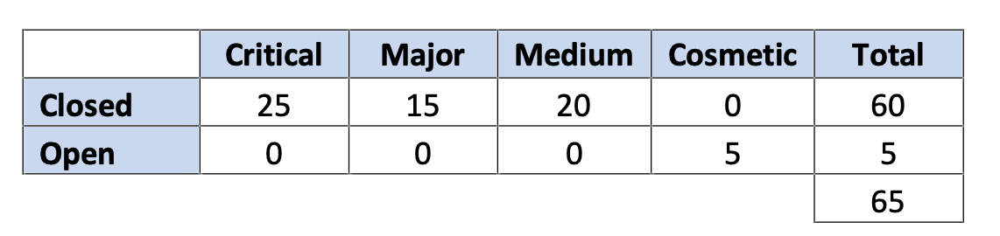 Critical Major Medium Cosmetic Total
Closed 25 15 20 0 60
Open 0 0 0 5 5
65